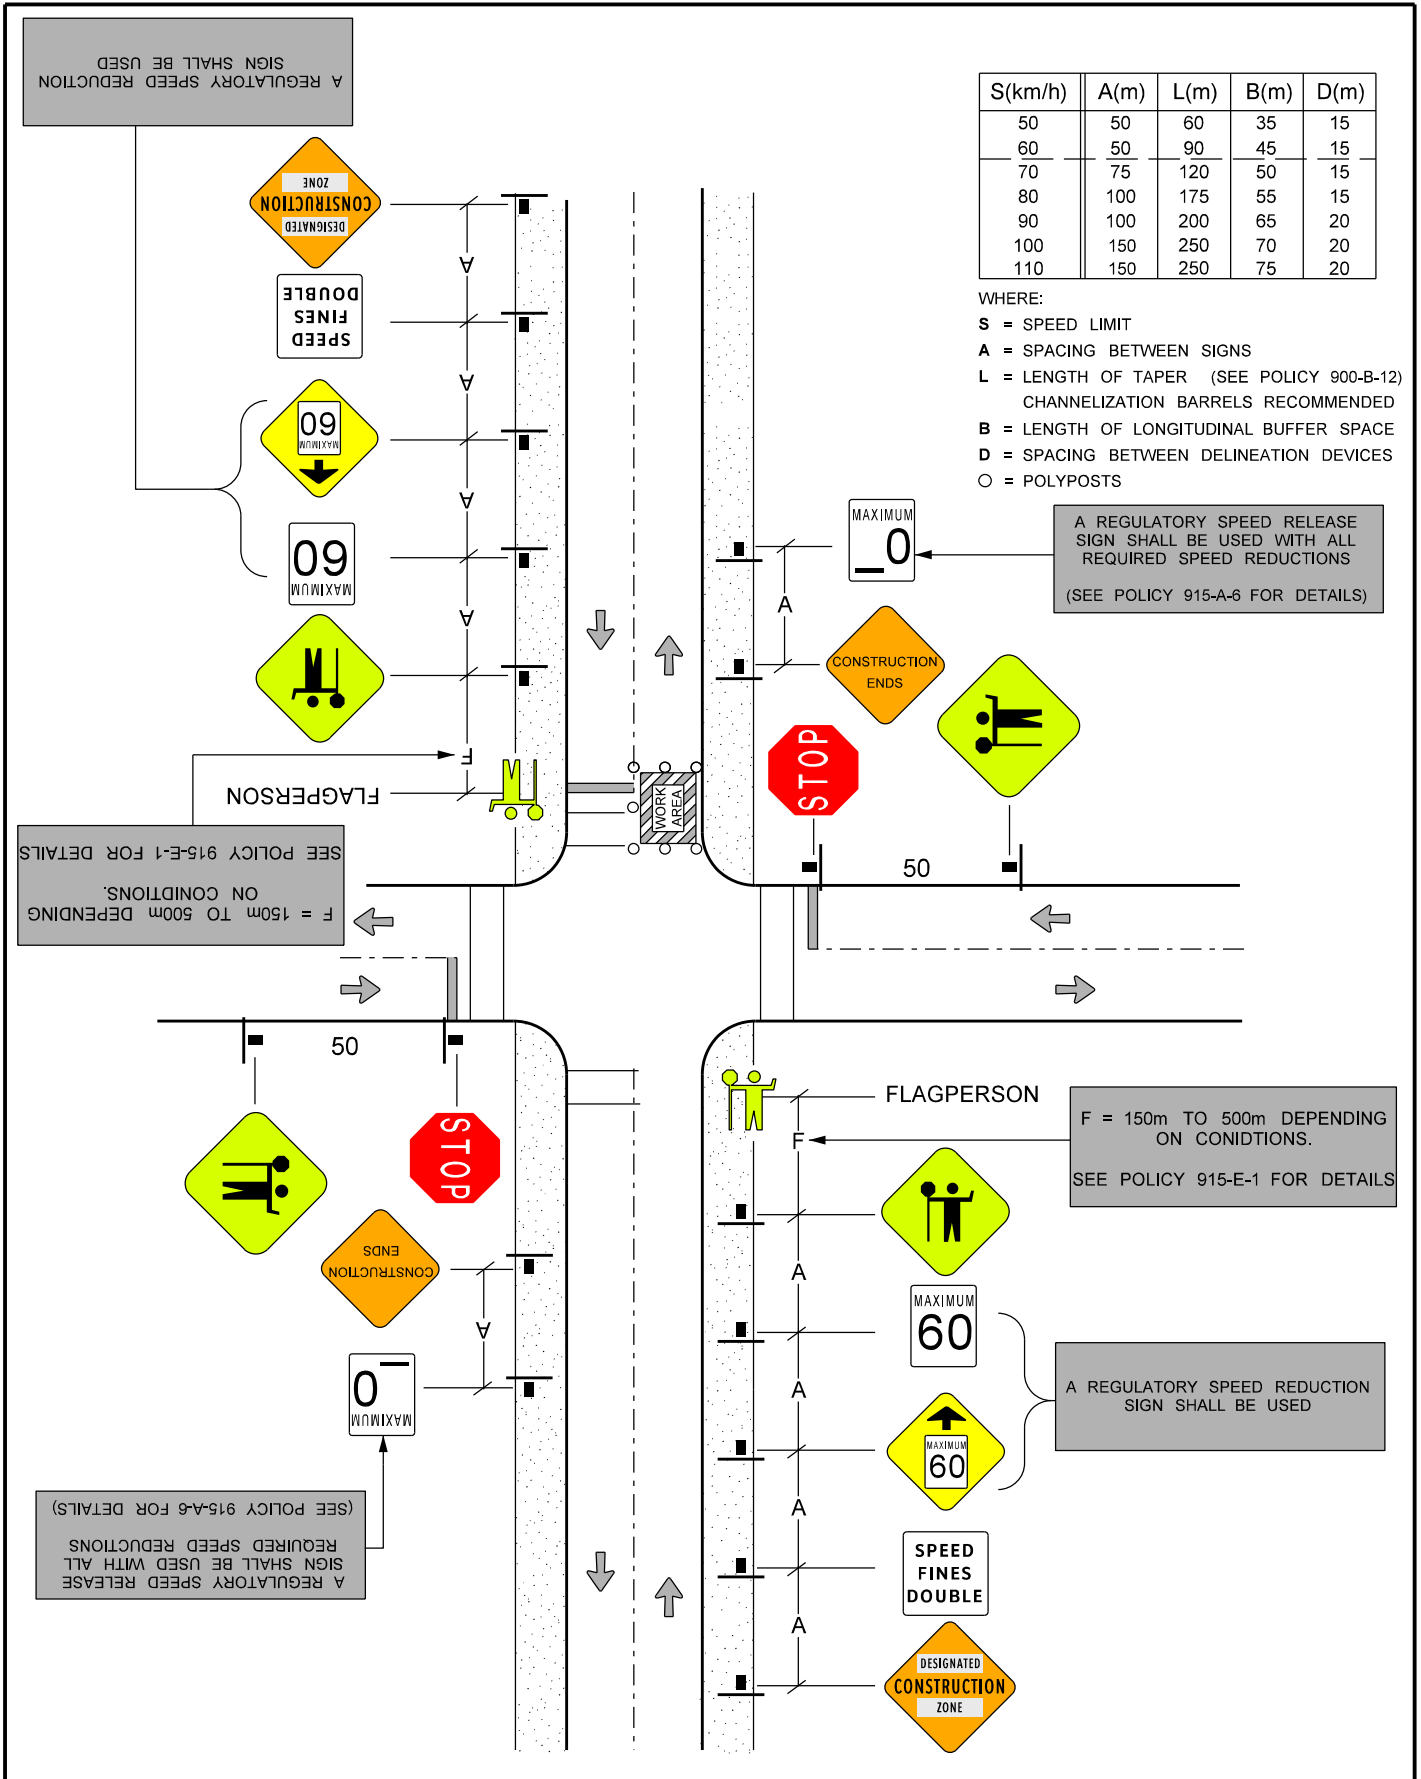 A REGULATORY SPEED REDUCTION
SIGN SHALL BE USED
DESIGNATED
CONSTRUCTION
ZONE
SPEED
FINES
DOUBLE
MAXIMUM
60
MAXIMUM
60
A
A
A
A
F
FLAGPERSON
F = 150m TO 500m DEPENDING
ON CONIDTIONS.
SEE POLICY 915-E-1 FOR DETAILS
S(km/h) A(m) L(m) B(m) D(m)
50 50 60 35 15
60 50 90 45 15
70 75 120 50 15
80 100 175 55 15
90 100 200 65 20
100 150 250 70 20
110 150 250 75 20
WHERE:
S = SPEED LIMIT
A = SPACING BETWEEN SIGNS
L = LENGTH OF TAPER (SEE POLICY 900-B-12)
CHANNELIZATION BARRELS RECOMMENDED
B = LENGTH OF LONGITUDINAL BUFFER SPACE
D = SPACING BETWEEN DELINEATION DEVICES
O = POLYPOSTS
MAXIMUM
_0
A REGULATORY SPEED RELEASE
SIGN SHALL BE USED WITH ALL
REQUIRED SPEED REDUCTIONS
(SEE POLICY 915-A-6 FOR DETAILS)
A
CONSTRUCTION
ENDS
STOP
WORK
AREA
50
50
STOP
CONSTRUCTION
ENDS
A
MAXIMUM
_0
A REGULATORY SPEED RELEASE
SIGN SHALL BE USED WITH ALL
REQUIRED SPEED REDUCTIONS
(SEE POLICY 915-A-6 FOR DETAILS)
FLAGPERSON
F
F = 150m TO 500m DEPENDING
ON CONIDTIONS.
SEE POLICY 915-E-1 FOR DETAILS
A
MAXIMUM
60
A
MAXIMUM
60
A REGULATORY SPEED REDUCTION
SIGN SHALL BE USED
A
SPEED
FINES
DOUBLE
A
DESIGNATED
CONSTRUCTION
ZONE